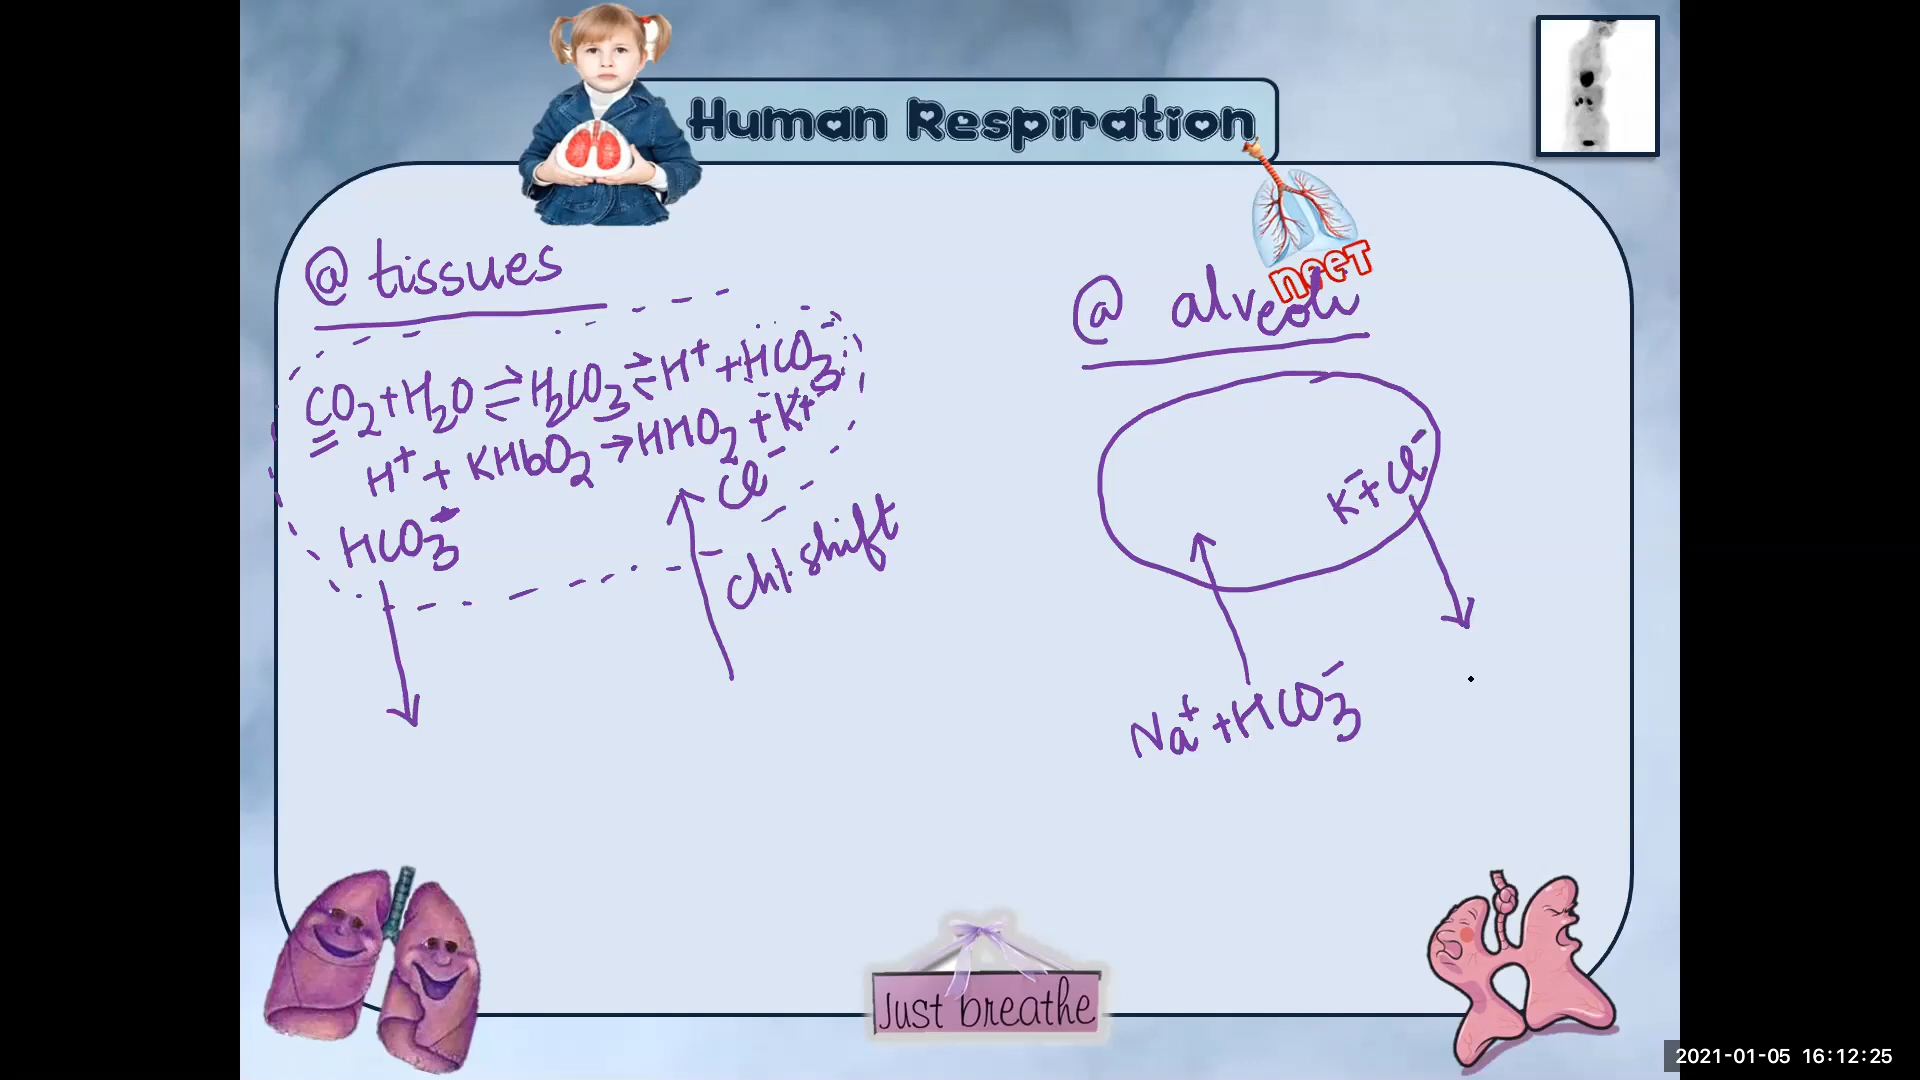 Human Respiration
NEET
@ tissues
CO₂+H₂O ⇌ H₂CO₃ ⇌ H⁺ + HCO₃⁻
H⁺ + KHbO₂ → HHO₂ + K⁺
Cl⁻
HCO₃⁻
chl. shift
@ alveoli
K⁻+Cl⁻
Na⁺+HCO₃⁻
Just breathe
2021-01-05 16:12:25